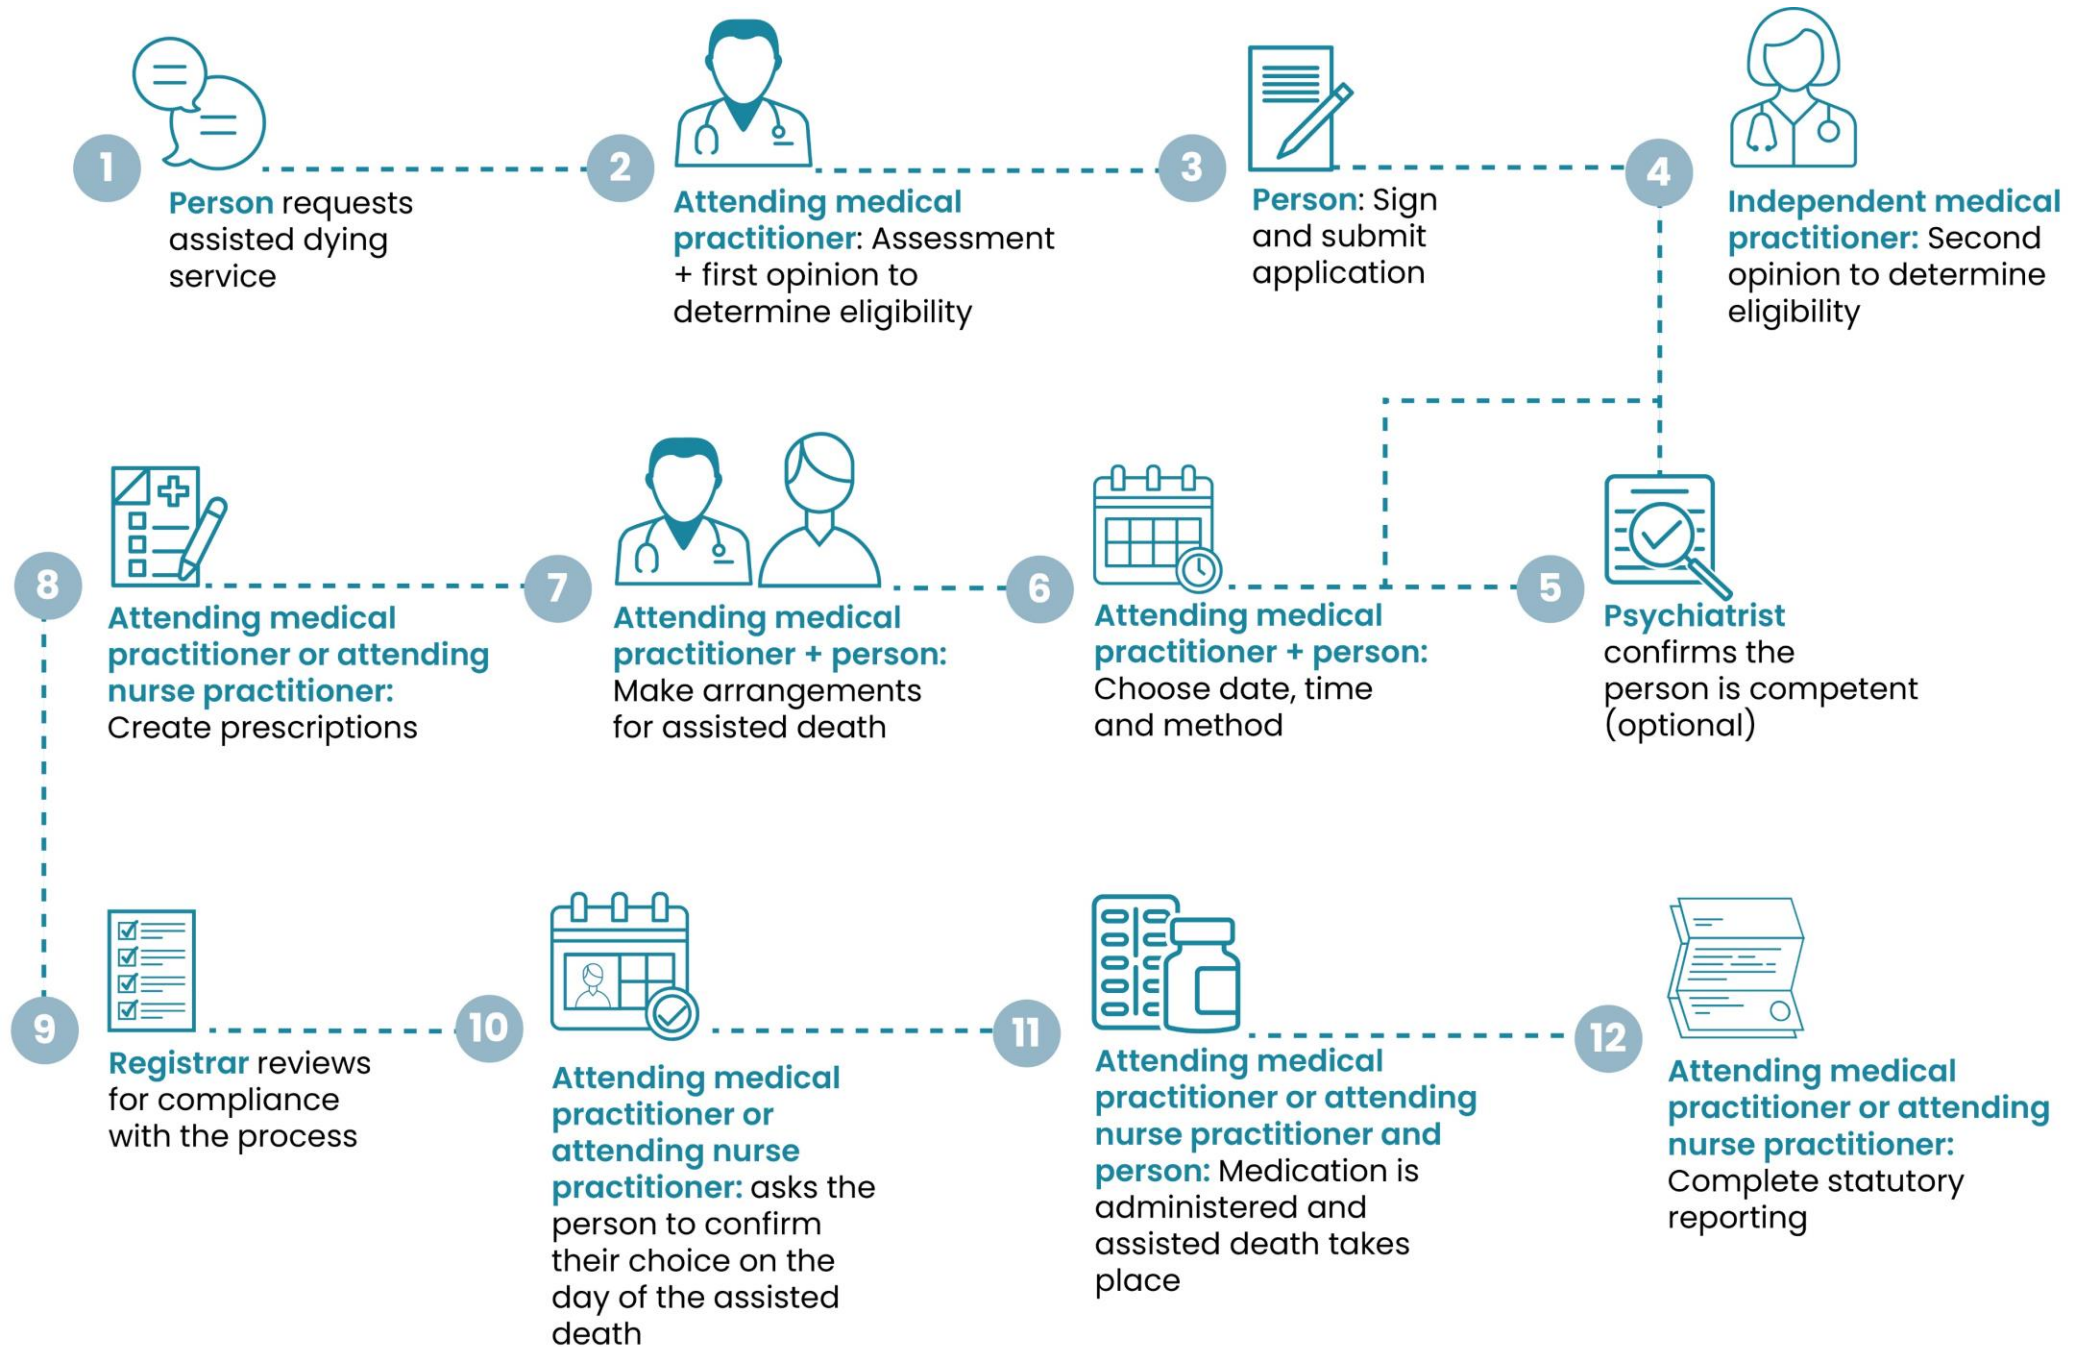 1
Person requests
assisted dying
service
2
Attending medical
practitioner: Assessment
+ first opinion to
determine eligibility
3
Person: Sign
and submit
application
4
Independent medical
practitioner: Second
opinion to determine
eligibility
5
Psychiatrist
confirms the
person is competent
(optional)
6
Attending medical
practitioner + person:
Choose date, time
and method
7
Attending medical
practitioner + person:
Make arrangements
for assisted death
8
Attending medical
practitioner or attending
nurse practitioner:
Create prescriptions
9
Registrar reviews
for compliance
with the process
10
Attending medical
practitioner or
attending nurse
practitioner: asks the
person to confirm
their choice on the
day of the assisted
death
11
Attending medical
practitioner or attending
nurse practitioner and
person: Medication is
administered and
assisted death takes
place
12
Attending medical
practitioner or attending
nurse practitioner:
Complete statutory
reporting